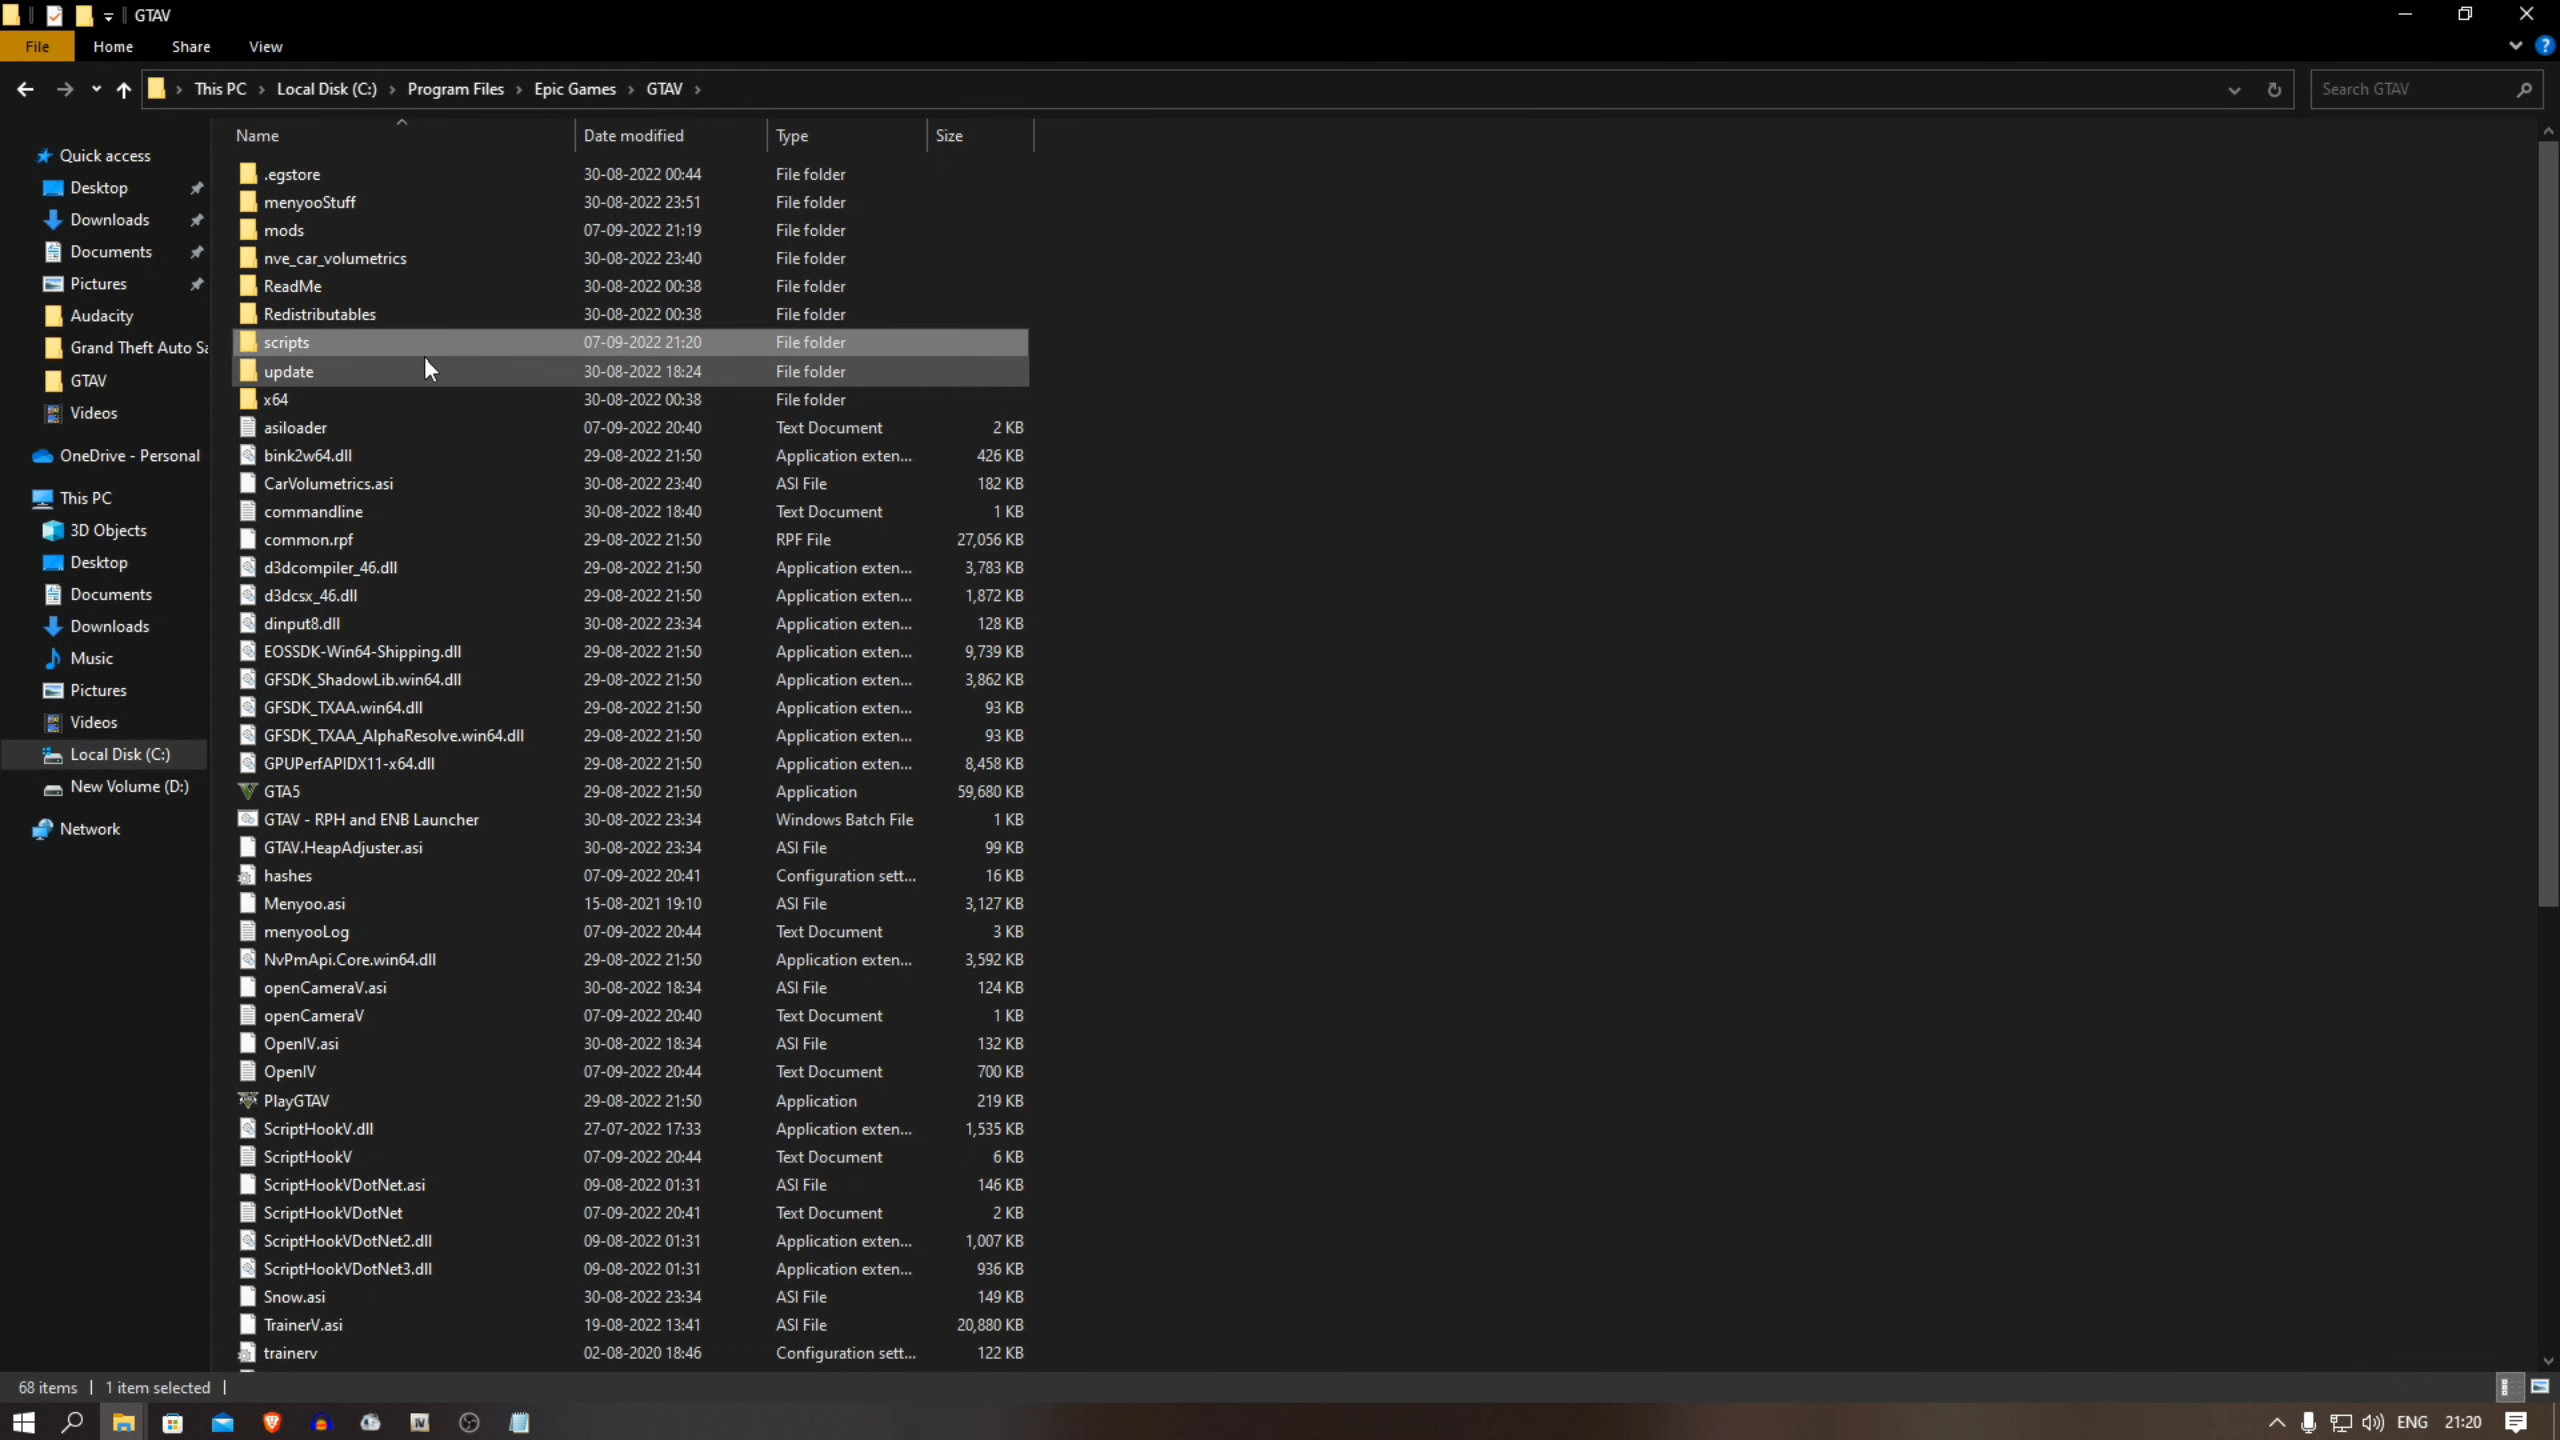 GTAV
File Home Share View
This PC Local Disk (C:) Program Files Epic Games GTAV
Search GTAV
Name Date modified Type Size
Quick access
Desktop
Downloads
Documents
Pictures
Audacity
Grand Theft Auto Sa
GTAV
Videos
OneDrive - Personal
This PC
3D Objects
Desktop
Documents
Downloads
Music
Pictures
Videos
Local Disk (C:)
New Volume (D:)
Network
.egstore 30-08-2022 00:44 File folder
menyooStuff 30-08-2022 23:51 File folder
mods 07-09-2022 21:19 File folder
nve_car_volumetrics 30-08-2022 23:40 File folder
ReadMe 30-08-2022 00:38 File folder
Redistributables 30-08-2022 00:38 File folder
scripts 07-09-2022 21:20 File folder
update 30-08-2022 18:24 File folder
x64 30-08-2022 00:38 File folder
asiloader 07-09-2022 20:40 Text Document 2 KB
bink2w64.dll 29-08-2022 21:50 Application exten... 426 KB
CarVolumetrics.asi 30-08-2022 23:40 ASI File 182 KB
commandline 30-08-2022 18:40 Text Document 1 KB
common.rpf 29-08-2022 21:50 RPF File 27,056 KB
d3dcompiler_46.dll 29-08-2022 21:50 Application exten... 3,783 KB
d3dcsx_46.dll 29-08-2022 21:50 Application exten... 1,872 KB
dinput8.dll 30-08-2022 23:34 Application exten... 128 KB
EOSSDK-Win64-Shipping.dll 29-08-2022 21:50 Application exten... 9,739 KB
GFSDK_ShadowLib.win64.dll 29-08-2022 21:50 Application exten... 3,862 KB
GFSDK_TXAA.win64.dll 29-08-2022 21:50 Application exten... 93 KB
GFSDK_TXAA_AlphaResolve.win64.dll 29-08-2022 21:50 Application exten... 93 KB
GPUPerfAPIDX11-x64.dll 29-08-2022 21:50 Application exten... 8,458 KB
GTA5 29-08-2022 21:50 Application 59,680 KB
GTAV - RPH and ENB Launcher 30-08-2022 23:34 Windows Batch File 1 KB
GTAV.HeapAdjuster.asi 30-08-2022 23:34 ASI File 99 KB
hashes 07-09-2022 20:41 Configuration sett... 16 KB
Menyoo.asi 15-08-2021 19:10 ASI File 3,127 KB
menyooLog 07-09-2022 20:44 Text Document 3 KB
NvPmApi.Core.win64.dll 29-08-2022 21:50 Application exten... 3,592 KB
openCameraV.asi 30-08-2022 18:34 ASI File 124 KB
openCameraV 07-09-2022 20:40 Text Document 1 KB
OpenIV.asi 30-08-2022 18:34 ASI File 132 KB
OpenIV 07-09-2022 20:44 Text Document 700 KB
PlayGTAV 29-08-2022 21:50 Application 219 KB
ScriptHookV.dll 27-07-2022 17:33 Application exten... 1,535 KB
ScriptHookV 07-09-2022 20:44 Text Document 6 KB
ScriptHookVDotNet.asi 09-08-2022 01:31 ASI File 146 KB
ScriptHookVDotNet 07-09-2022 20:41 Text Document 2 KB
ScriptHookVDotNet2.dll 09-08-2022 01:31 Application exten... 1,007 KB
ScriptHookVDotNet3.dll 09-08-2022 01:31 Application exten... 936 KB
Snow.asi 30-08-2022 23:34 ASI File 149 KB
TrainerV.asi 19-08-2022 13:41 ASI File 20,880 KB
trainerv 02-08-2020 18:46 Configuration sett... 122 KB
68 items 1 item selected
IV ENG 21:20